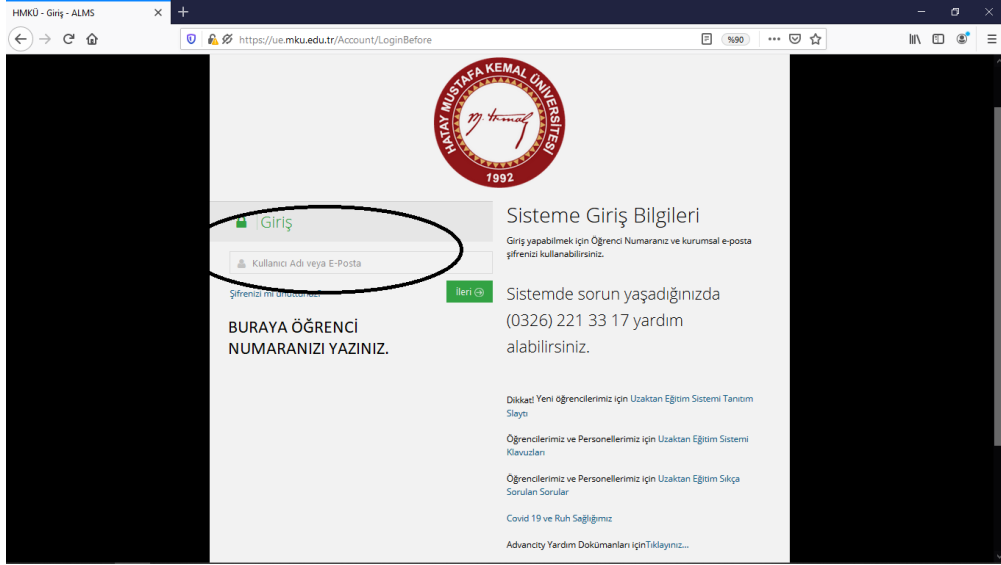 HMKÜ - Giriş - ALMS
https://ue.mku.edu.tr/Account/LoginBefore
%90
HATAY MUSTAFA KEMAL ÜNİVERSİTESİ
M. Kemal
1992
Giriş
Kullanıcı Adı veya E-Posta
Şifrenizi mi unuttunuz?
İleri
BURAYA ÖĞRENCİ
NUMARANIZI YAZINIZ.
Sisteme Giriş Bilgileri
Giriş yapabilmek için Öğrenci Numaranız ve kurumsal e-posta
şifrenizi kullanabilirsiniz.
Sistemde sorun yaşadığınızda
(0326) 221 33 17 yardım
alabilirsiniz.
Dikkat! Yeni öğrencilerimiz için Uzaktan Eğitim Sistemi Tanıtım
Slaytı
Öğrencilerimiz ve Personellerimiz için Uzaktan Eğitim Sistemi
Klavuzları
Öğrencilerimiz ve Personellerimiz için Uzaktan Eğitim Sıkça
Sorulan Sorular
Covid 19 ve Ruh Sağlığımız
Advancity Yardım Dokümanları içinTıklayınız...